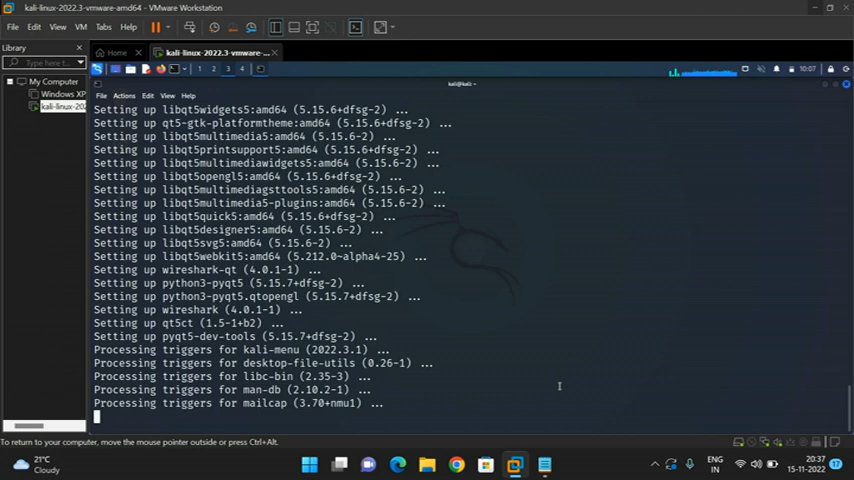 kali-linux-2022.3-vmware-amd64 - VMware Workstation
File Edit View VM Tabs Help
Library
Type here t...
Home
kali-linux-2022.3-vmware-...
My Computer
Windows XP
kali-linux-202
1 2 3 4
10:07
kali@kali: ~
File Actions Edit View Help
Setting up libqt5widgets5:amd64 (5.15.6+dfsg-2) ...
Setting up qt5-gtk-platformtheme:amd64 (5.15.6+dfsg-2) ...
Setting up libqt5multimedia5:amd64 (5.15.6-2) ...
Setting up libqt5printsupport5:amd64 (5.15.6+dfsg-2) ...
Setting up libqt5multimediawidgets5:amd64 (5.15.6-2) ...
Setting up libqt5opengl5:amd64 (5.15.6+dfsg-2) ...
Setting up libqt5multimediagsttools5:amd64 (5.15.6-2) ...
Setting up libqt5multimedia5-plugins:amd64 (5.15.6-2) ...
Setting up libqt5quick5:amd64 (5.15.6+dfsg-2) ...
Setting up libqt5designer5:amd64 (5.15.6-2) ...
Setting up libqt5svg5:amd64 (5.15.6-2) ...
Setting up libqt5webkit5:amd64 (5.212.0~alpha4-25) ...
Setting up wireshark-qt (4.0.1-1) ...
Setting up python3-pyqt5 (5.15.7+dfsg-2) ...
Setting up python3-pyqt5.qtopengl (5.15.7+dfsg-2) ...
Setting up wireshark (4.0.1-1) ...
Setting up qt5ct (1.5-1+b2) ...
Setting up pyqt5-dev-tools (5.15.7+dfsg-2) ...
Processing triggers for kali-menu (2022.3.1) ...
Processing triggers for desktop-file-utils (0.26-1) ...
Processing triggers for libc-bin (2.35-3) ...
Processing triggers for man-db (2.10.2-1) ...
Processing triggers for mailcap (3.70+nmu1) ...
To return to your computer, move the mouse pointer outside or press Ctrl+Alt.
21°C
Cloudy
ENG
IN
20:37
15-11-2022
17